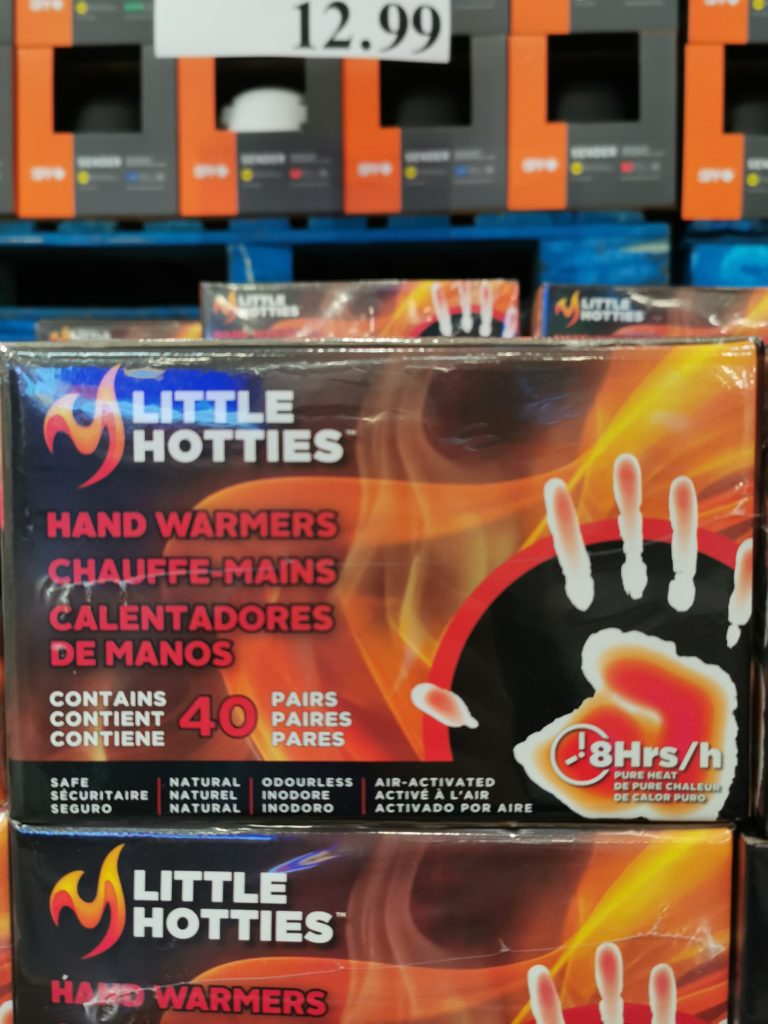 12.99
LITTLE
HOTTIES
LITTLE
HOTTIES
LITTLE
HOTTIES™
HAND WARMERS
CHAUFFE-MAINS
CALENTADORES
DE MANOS
CONTAINS
CONTIENT
CONTIENE
40
PAIRS
PAIRES
PARES
8Hrs/h
PURE HEAT
DE PURE CHALEUR
DE CALOR PURO
SAFE
SÉCURITAIRE
SEGURO
NATURAL
NATUREL
NATURAL
ODOURLESS
INODORE
INODORO
AIR-ACTIVATED
ACTIVÉ À L'AIR
ACTIVADO POR AIRE
LITTLE
HOTTIES™
HAND WARMERS